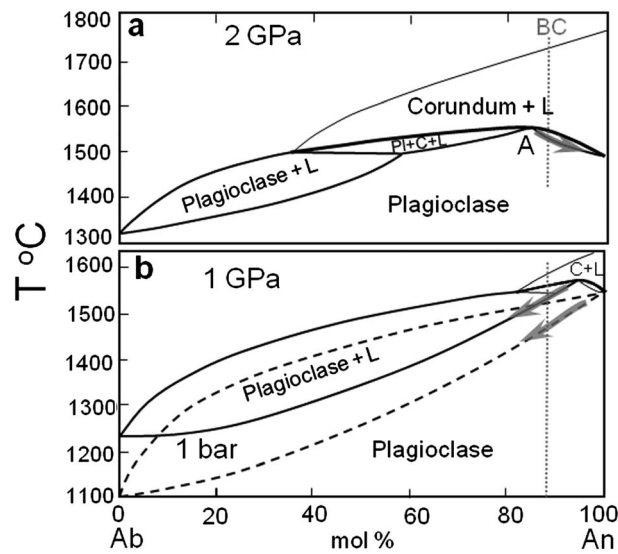 a
2 GPa
BC
1800
1700
1600
1500
1400
1300
Corundum + L
Pl+C+L
A
Plagioclase + L
Plagioclase
T °C
b
1 GPa
C+L
1600
1500
1400
1300
1200
1100
Plagioclase + L
1 bar
Plagioclase
0 20 40 60 80 100
Ab mol % An